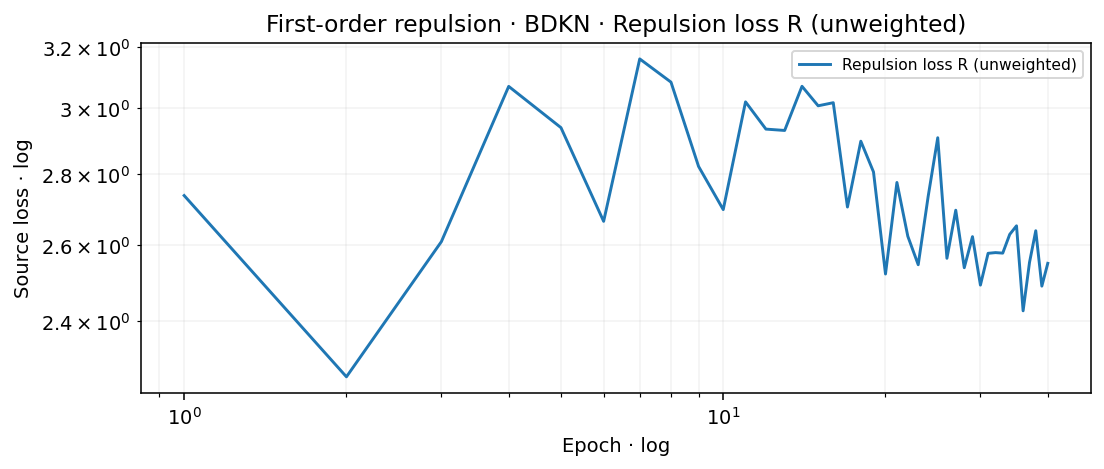 First-order repulsion · BDKN · Repulsion loss R (unweighted)
Repulsion loss R (unweighted)
Source loss · log
3.2 × 10⁰
3 × 10⁰
2.8 × 10⁰
2.6 × 10⁰
2.4 × 10⁰
10⁰
10¹
Epoch · log